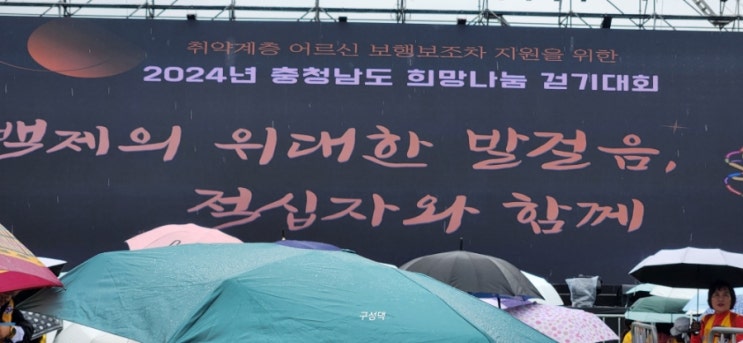 취약계층 어르신 보행보조차 지원을 위한
2024년 충청남도 희망나눔 걷기대회
백제의 위대한 발걸음,
적십자와 함께
구성댁